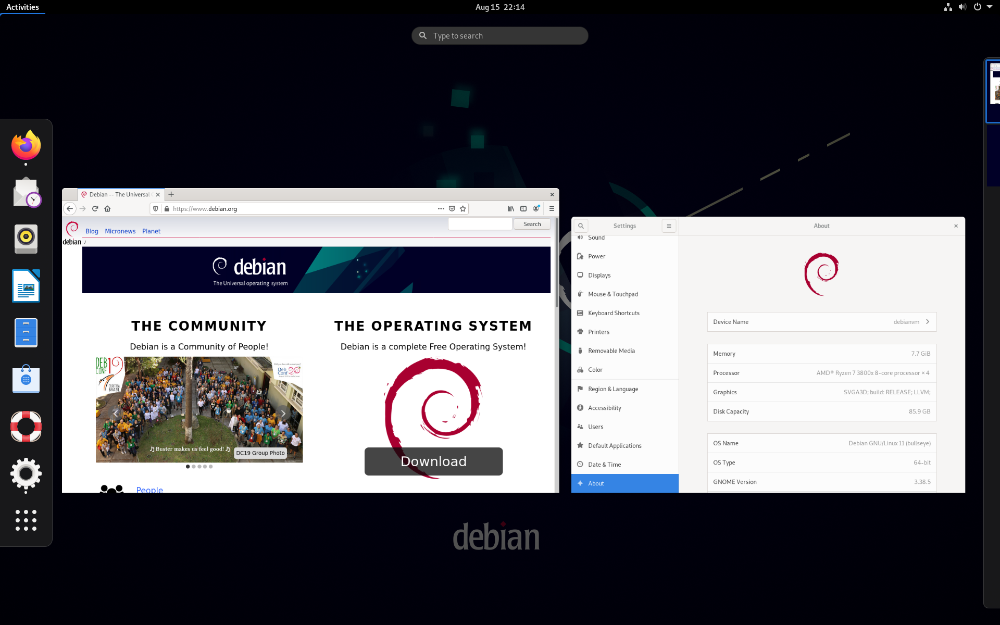 Activities
Aug 15 22:14
Type to search
Debian -- The Universal
https://www.debian.org
Blog Micronews Planet
Search
debian /
debian
The Universal operating system
THE COMMUNITY
Debian is a Community of People!
DEB
CONF
19
CURITIBA
BRAZIL
Deb
Conf 20
♫ Buster makes us feel good! ♫
DC19 Group Photo
People
THE OPERATING SYSTEM
Debian is a complete Free Operating System!
Download
Settings
Sound
Power
Displays
Mouse & Touchpad
Keyboard Shortcuts
Printers
Removable Media
Color
Region & Language
Accessibility
Users
Default Applications
Date & Time
About
About
Device Name debianvm
Memory 7.7 GiB
Processor AMD® Ryzen 7 3800x 8-core processor × 4
Graphics SVGA3D; build: RELEASE; LLVM;
Disk Capacity 85.9 GB
OS Name Debian GNU/Linux 11 (bullseye)
OS Type 64-bit
GNOME Version 3.38.5
debian